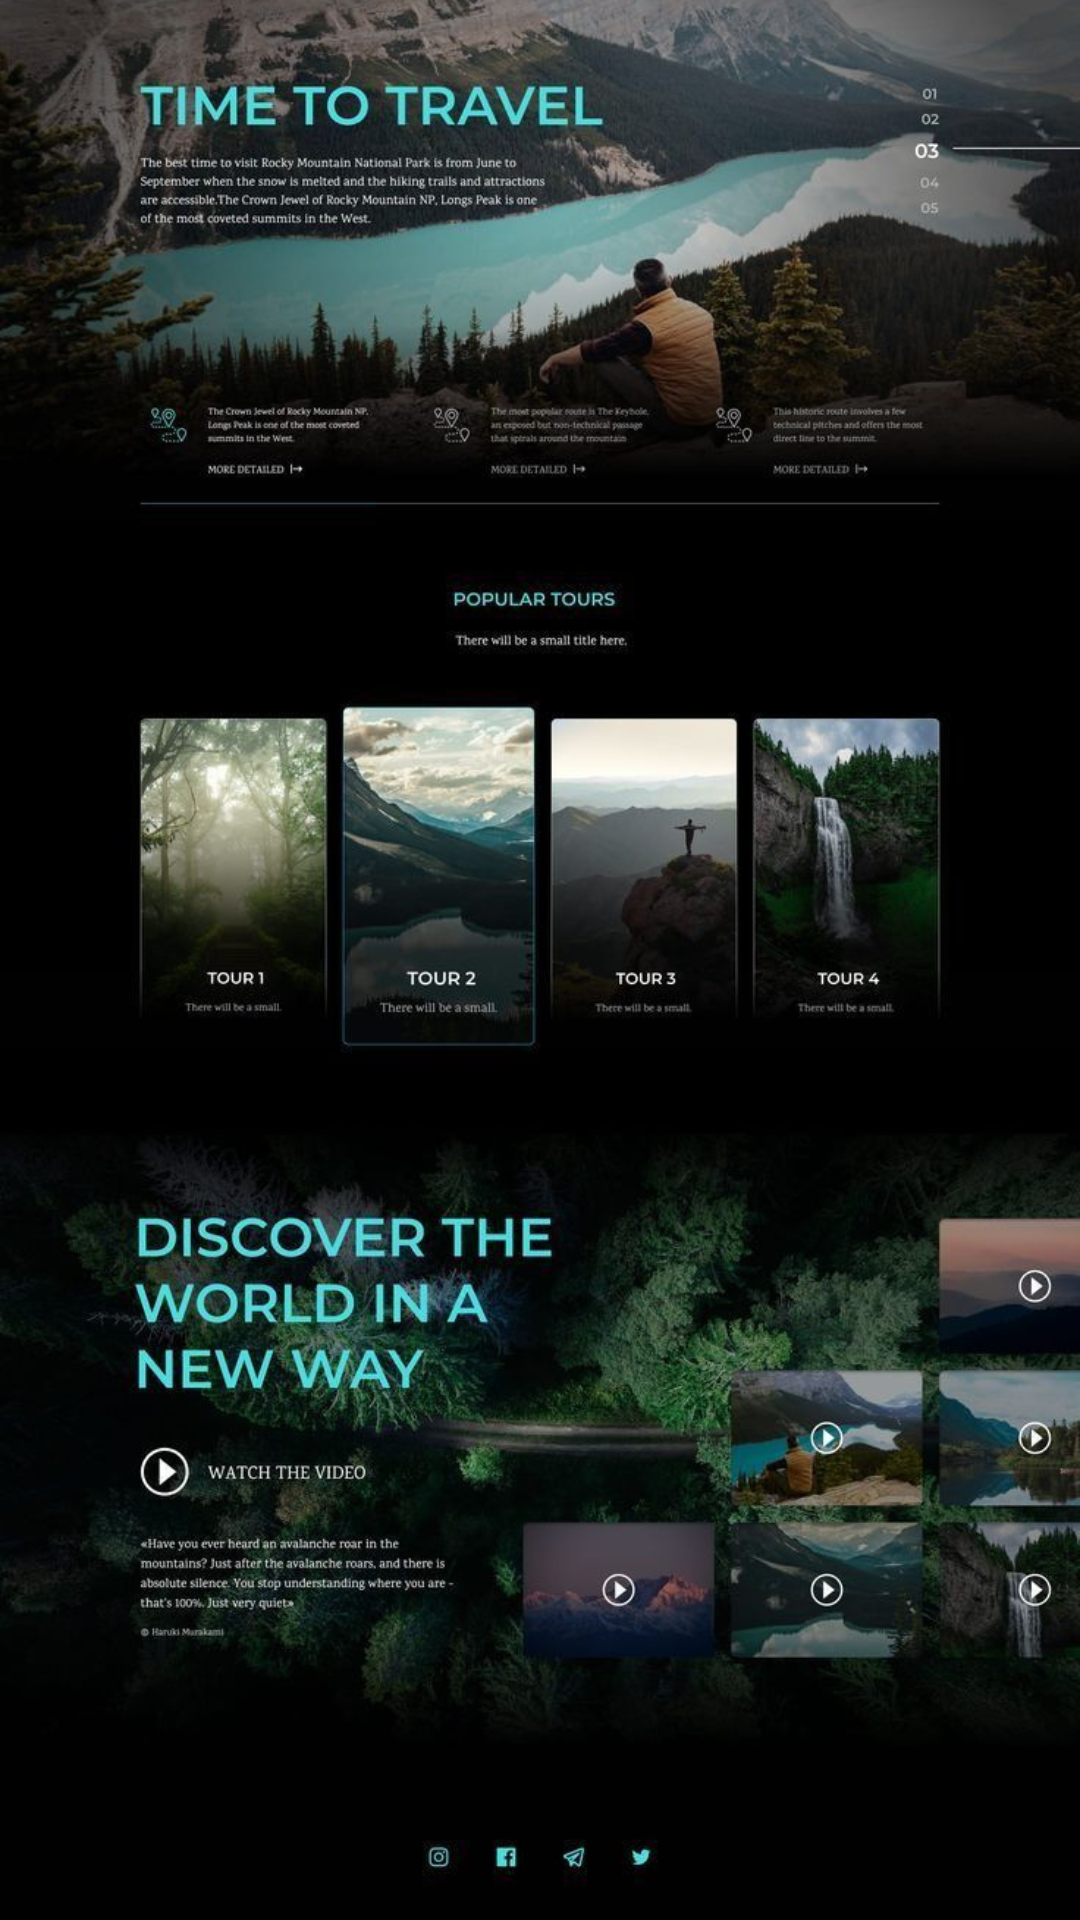 TIME TO TRAVEL
The best time to visit Rocky Mountain National Park is from June to
September when the snow is melted and the hiking trails and attractions
are accessible.The Crown Jewel of Rocky Mountain NP, Longs Peak is one
of the most coveted summits in the West.
01
02
03
04
05
The Crown Jewel of Rocky Mountain NP,
Longs Peak is one of the most coveted
summits in the West.
MORE DETAILED
The most popular route is The Keyhole,
an exposed but non-technical passage
that spirals around the mountain
MORE DETAILED
This historic route involves a few
technical pitches and offers the most
direct line to the summit.
MORE DETAILED
POPULAR TOURS
There will be a small title here.
TOUR 1
There will be a small.
TOUR 2
There will be a small.
TOUR 3
There will be a small.
TOUR 4
There will be a small.
DISCOVER THE
WORLD IN A
NEW WAY
WATCH THE VIDEO
«Have you ever heard an avalanche roar in the
mountains? Just after the avalanche roars, and there is
absolute silence. You stop understanding where you are -
that's 100%. Just very quiet»
© Haruki Murakami